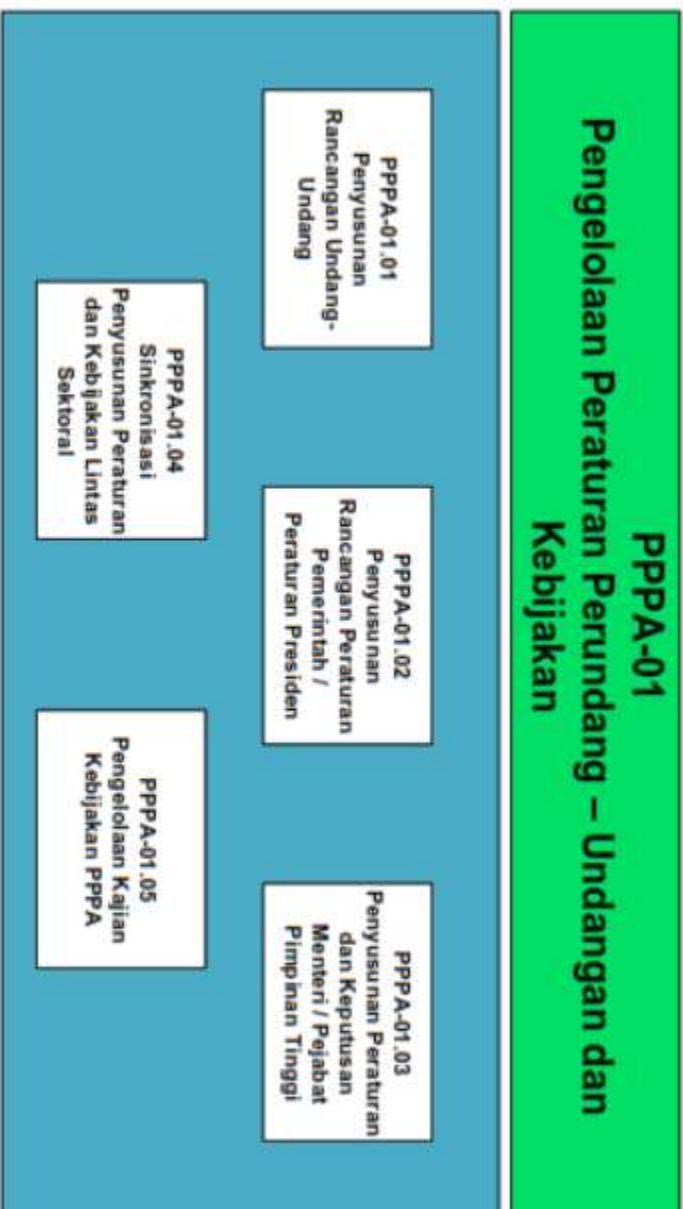 PPPA-01
Pengelolaan Peraturan Perundang – Undangan dan
Kebijakan
PPPA-01.01
Penyusunan
Rancangan Undang-
Undang
PPPA-01.02
Penyusunan
Rancangan Peraturan
Pemerintah /
Peraturan Presiden
PPPA-01.03
Penyusunan Peraturan
dan Keputusan
Menteri / Pejabat
Pimpinan Tinggi
PPPA-01.04
Sinkronisasi
Penyusunan Peraturan
dan Kebijakan Lintas
Sektoral
PPPA-01.05
Pengelolaan Kajian
Kebijakan PPPA